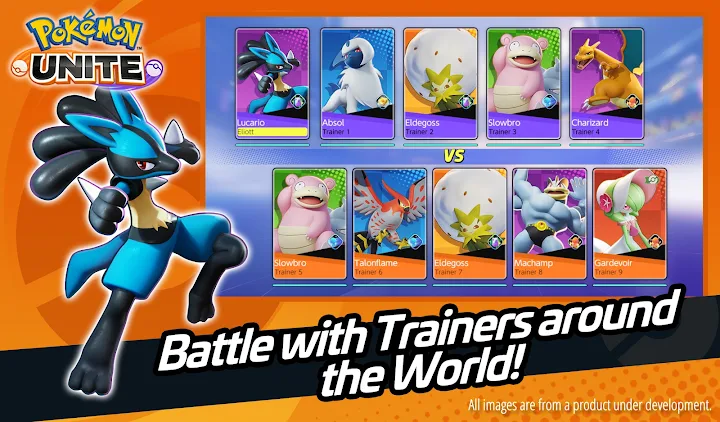 POKéMON
UNITE
Lucario
Eliott
Absol
Trainer 1
Eldegoss
Trainer 2
Slowbro
Trainer 3
Charizard
Trainer 4
VS
Slowbro
Trainer 5
Talonflame
Trainer 6
Eldegoss
Trainer 7
Machamp
Trainer 8
Gardevoir
Trainer 9
Battle with Trainers around
the World!
All images are from a product under development.